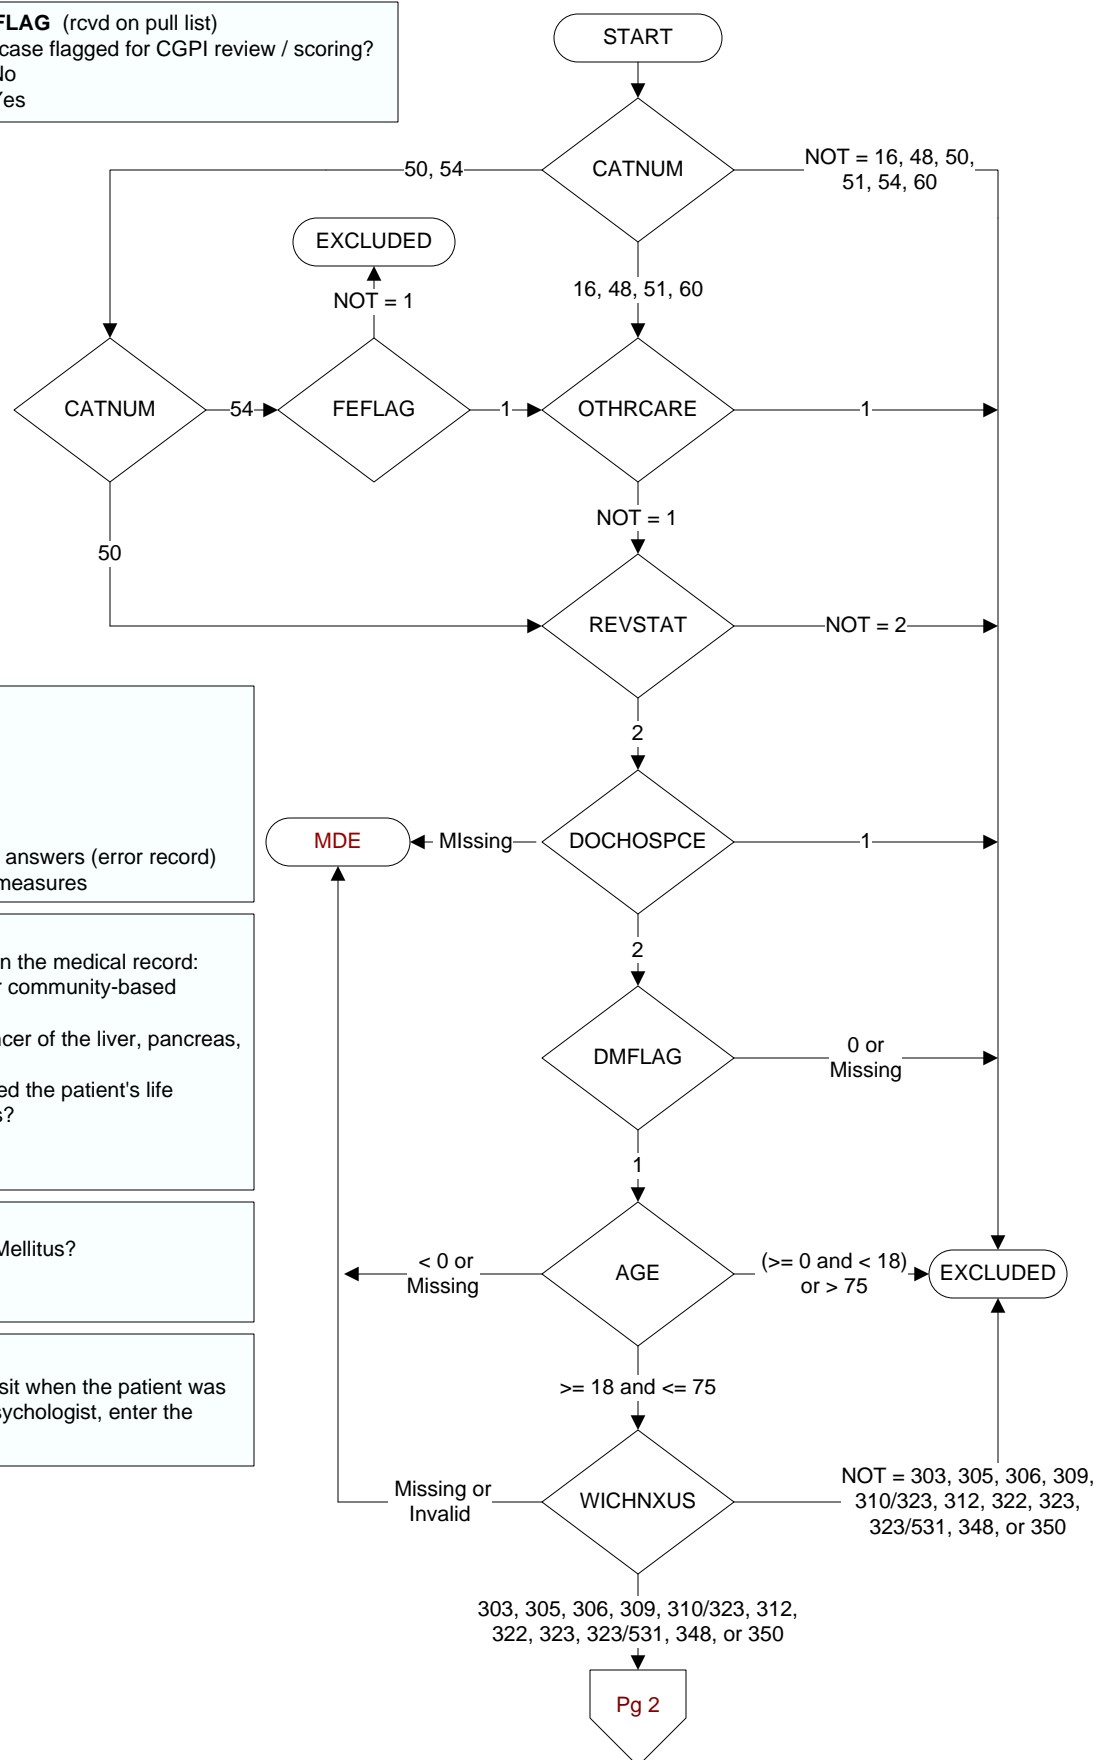 FLAG (rcvd on pull list)
case flagged for CGPI review / scoring?
No
Yes
START
CATNUM
50, 54
NOT = 16, 48, 50,
51, 54, 60
EXCLUDED
NOT = 1
16, 48, 51, 60
CATNUM
54
FEFLAG
1
OTHRCARE
1
NOT = 1
50
REVSTAT
NOT = 2
2
answers (error record)
measures
MDE
MIssing
DOCHOSPCE
1
2
n the medical record:
r community-based
ncer of the liver, pancreas,
ed the patient's life
s?
DMFLAG
0 or
Missing
1
Mellitus?
< 0 or
Missing
AGE
(>= 0 and < 18)
or > 75
EXCLUDED
>= 18 and <= 75
sit when the patient was
sychologist, enter the
Missing or
Invalid
WICHNXUS
NOT = 303, 305, 306, 309,
310/323, 312, 322, 323,
323/531, 348, or 350
303, 305, 306, 309, 310/323, 312,
322, 323, 323/531, 348, or 350
Pg 2